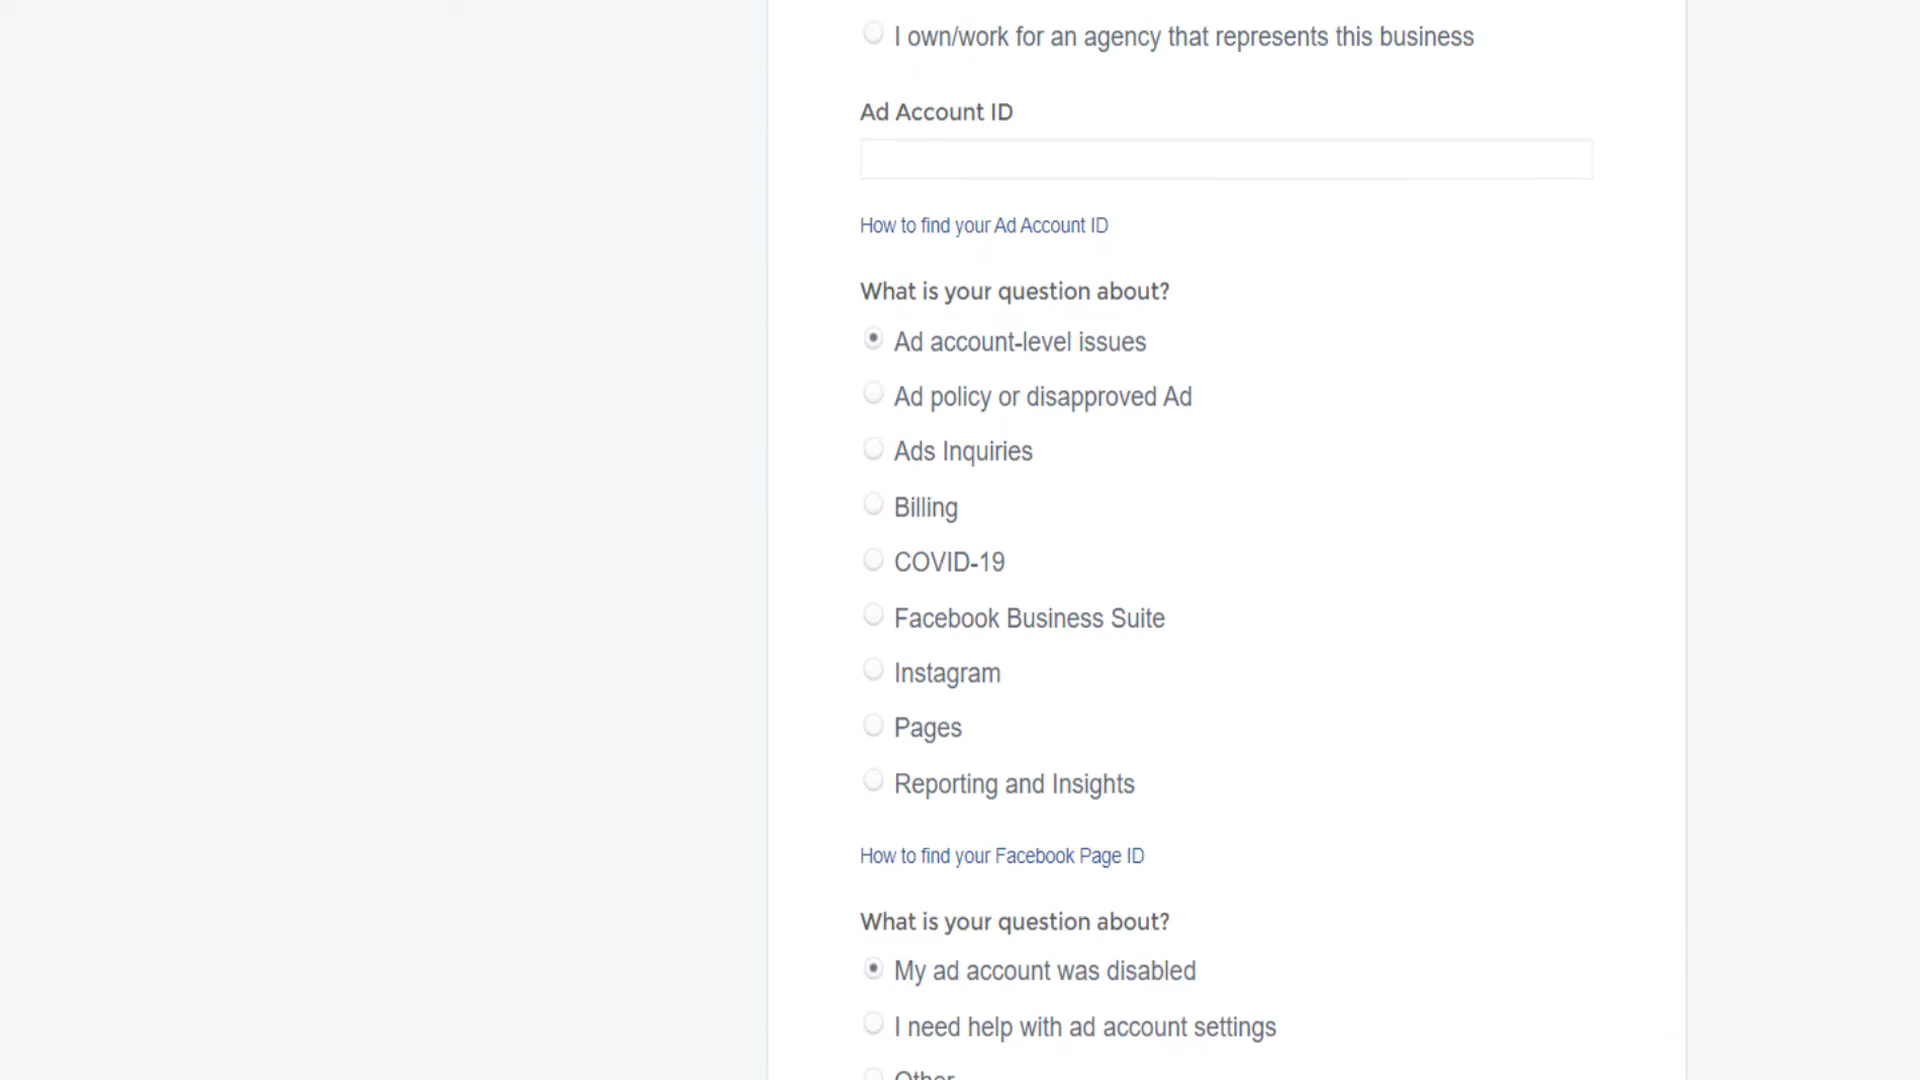 I own/work for an agency that represents this business
Ad Account ID
How to find your Ad Account ID
What is your question about?
Ad account-level issues
Ad policy or disapproved Ad
Ads Inquiries
Billing
COVID-19
Facebook Business Suite
Instagram
Pages
Reporting and Insights
How to find your Facebook Page ID
What is your question about?
My ad account was disabled
I need help with ad account settings
Other